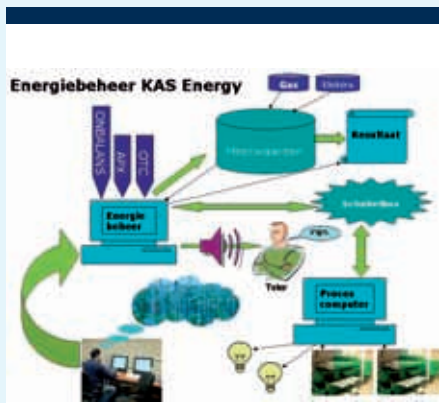 Energiebeheer KAS Energy
Gas
ONBALANS
APX
OTC
Resultaat
Energie
beheer
Teler
Proces
computer